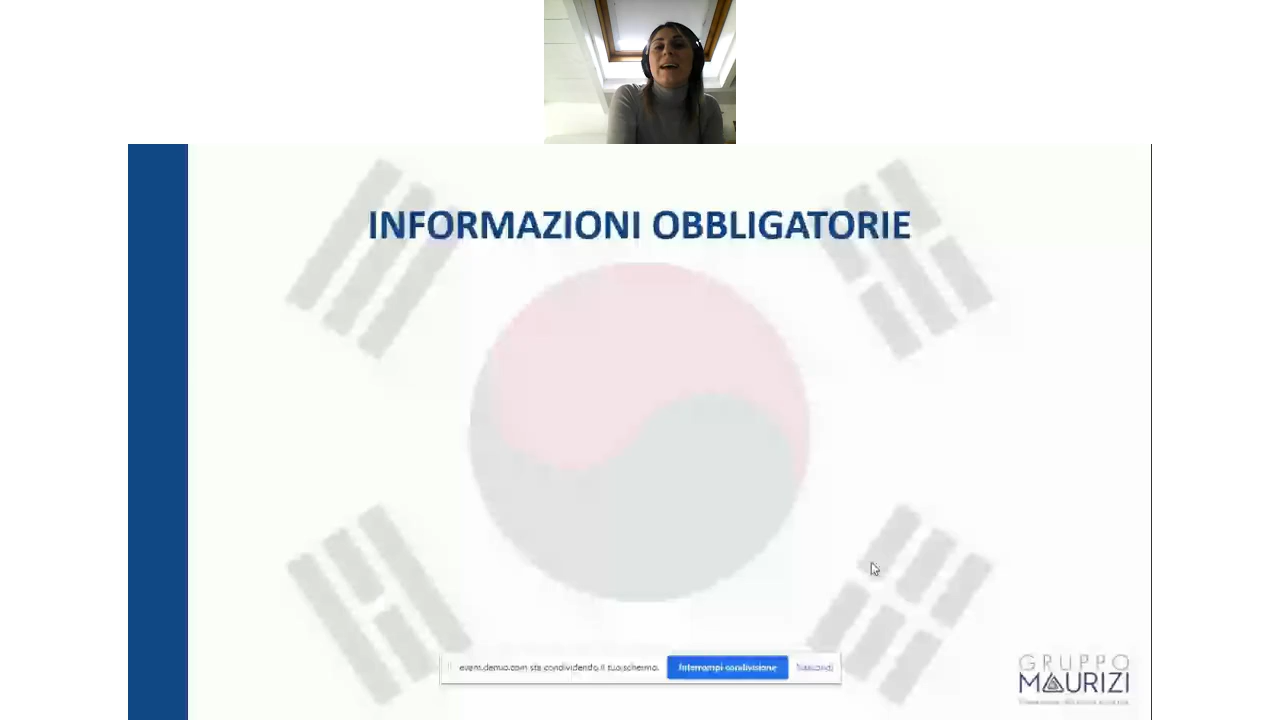 INFORMAZIONI OBBLIGATORIE
event.demio.com sta condividendo il tuo schermo. Interrompi condivisione Nascondi
GRUPPO
MAURIZI